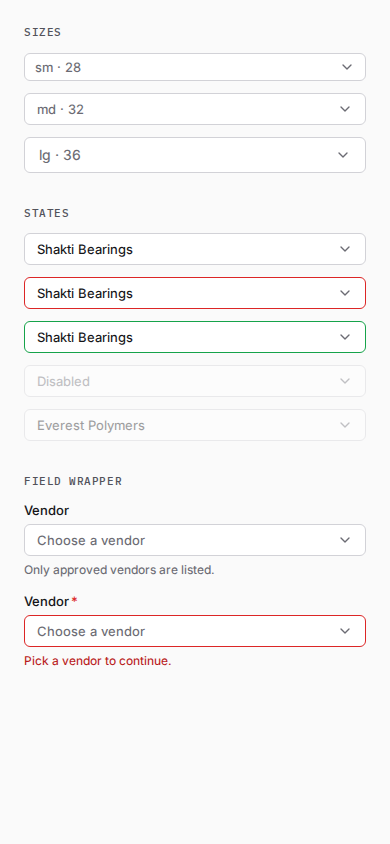 SIZES
sm · 28
md · 32
lg · 36
STATES
Shakti Bearings
Shakti Bearings
Shakti Bearings
Disabled
Everest Polymers
FIELD WRAPPER
Vendor
Choose a vendor
Only approved vendors are listed.
Vendor *
Choose a vendor
Pick a vendor to continue.